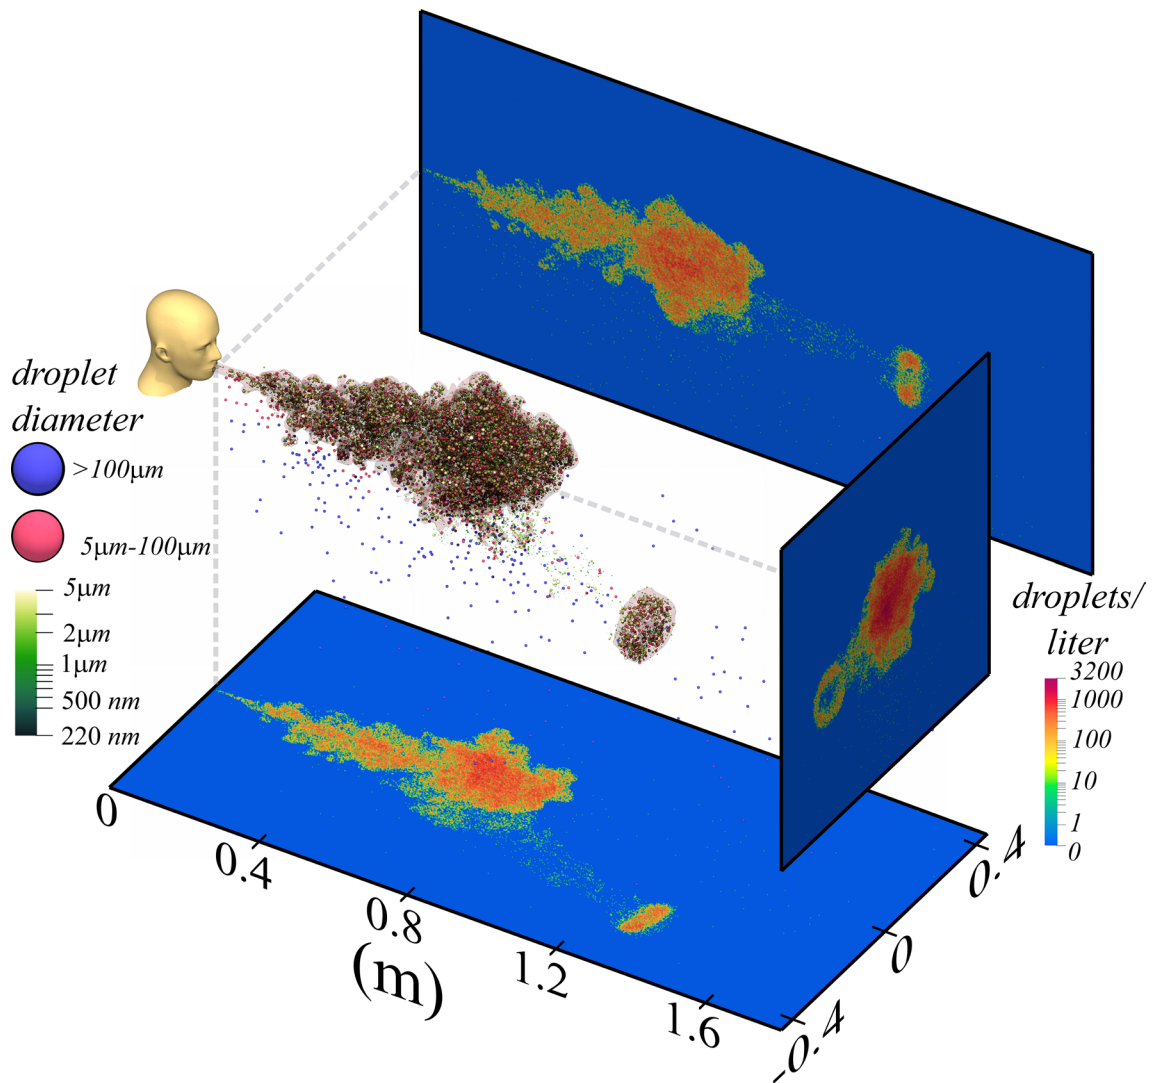 droplet
diameter
>100μm
5μm-100μm
5μm
2μm
1μm
500 nm
220 nm
droplets/
liter
3200
1000
100
10
1
0
0
0.4
0.8
1.2
1.6
(m)
-0.4
0
0.4